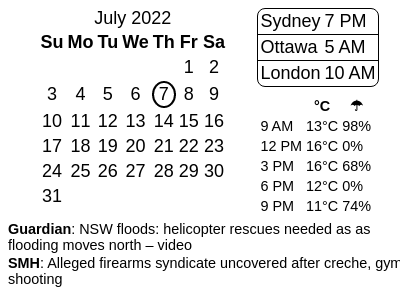 July 2022
Su Mo Tu We Th Fr Sa
1 2
3 4 5 6 7 8 9
10 11 12 13 14 15 16
17 18 19 20 21 22 23
24 25 26 27 28 29 30
31
Sydney 7 PM
Ottawa 5 AM
London 10 AM
°C ☂
9 AM 13°C 98%
12 PM 16°C 0%
3 PM 16°C 68%
6 PM 12°C 0%
9 PM 11°C 74%
Guardian: NSW floods: helicopter rescues needed as as
flooding moves north – video
SMH: Alleged firearms syndicate uncovered after creche, gym
shooting